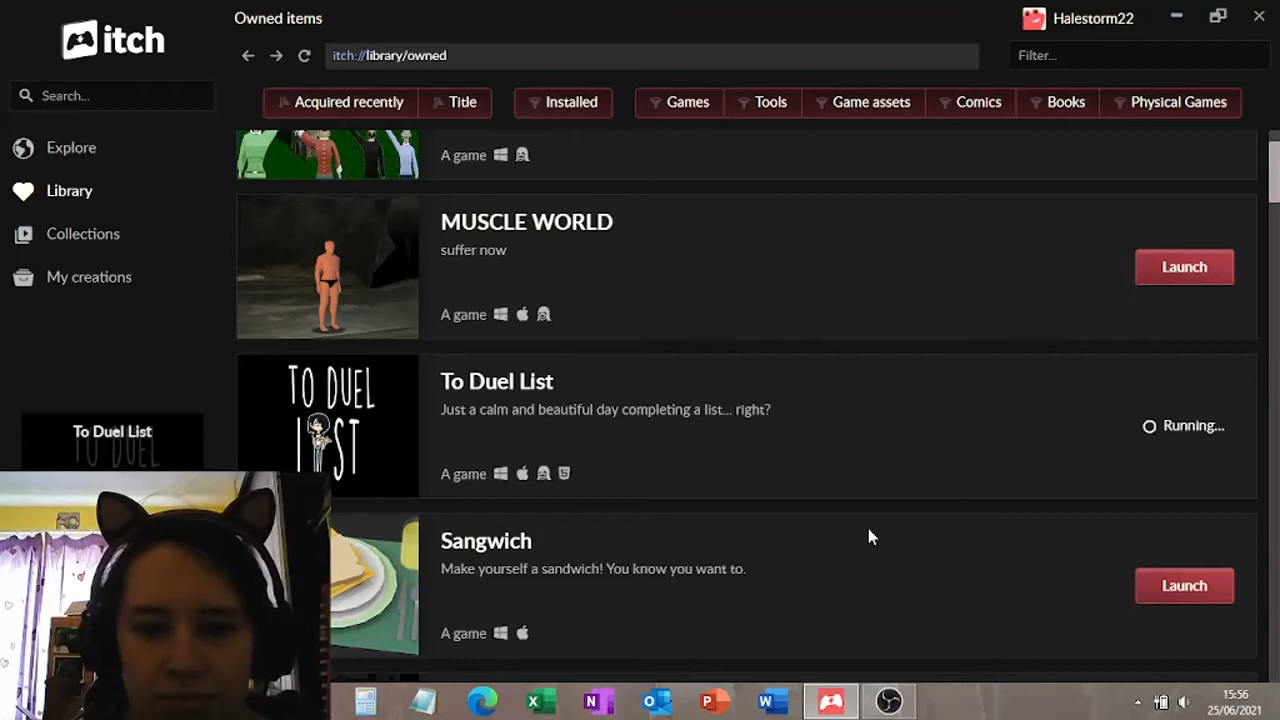 Owned items
Halestorm22
itch
itch://library/owned
Filter...
Search...
Acquired recently
Title
Installed
Games
Tools
Game assets
Comics
Books
Physical Games
Explore
Library
Collections
My creations
A game
MUSCLE WORLD
suffer now
A game
Launch
TO DUEL
LIST
To Duel List
Just a calm and beautiful day completing a list... right?
A game
Running...
To Duel List
TO DUEL
Sangwich
Make yourself a sandwich! You know you want to.
A game
Launch
15:56
25/06/2021